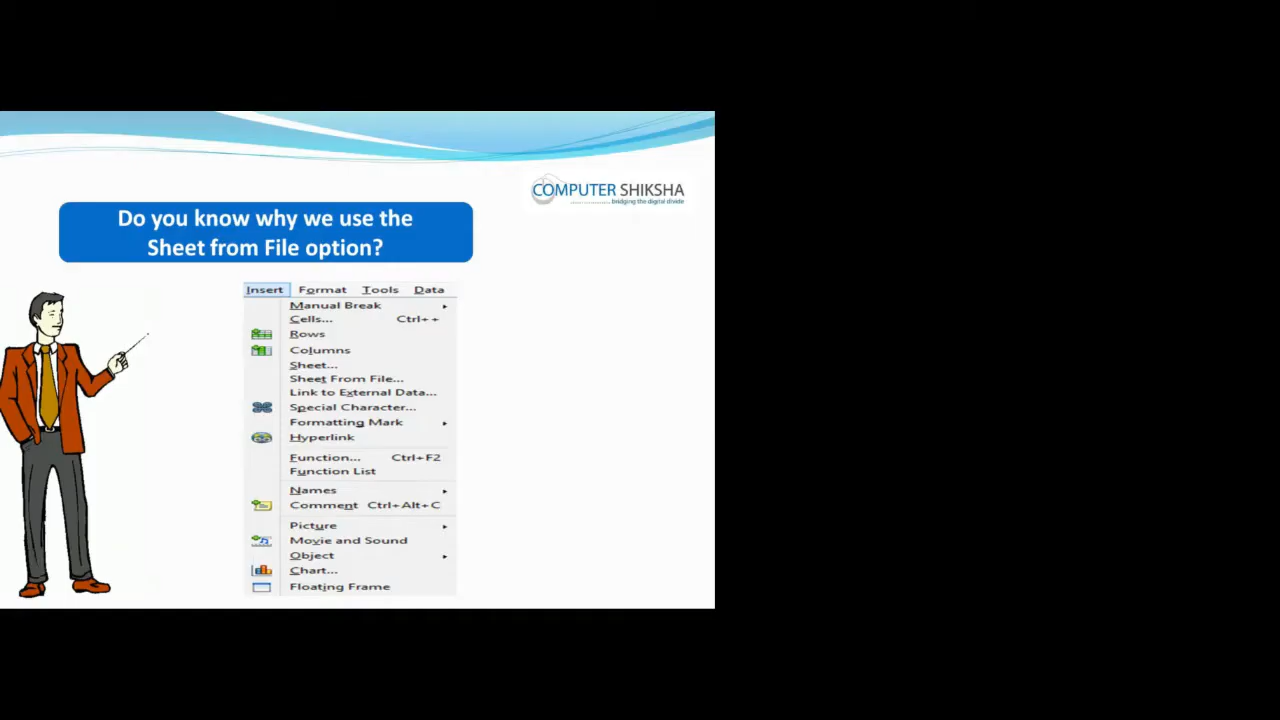 COMPUTER SHIKSHA
.................... bridging the digital divide
Do you know why we use the
Sheet from File option?
Insert Format Tools Data
Manual Break
Cells... Ctrl++
Rows
Columns
Sheet...
Sheet From File...
Link to External Data...
Special Character...
Formatting Mark
Hyperlink
Function... Ctrl+F2
Function List
Names
Comment Ctrl+Alt+C
Picture
Movie and Sound
Object
Chart...
Floating Frame